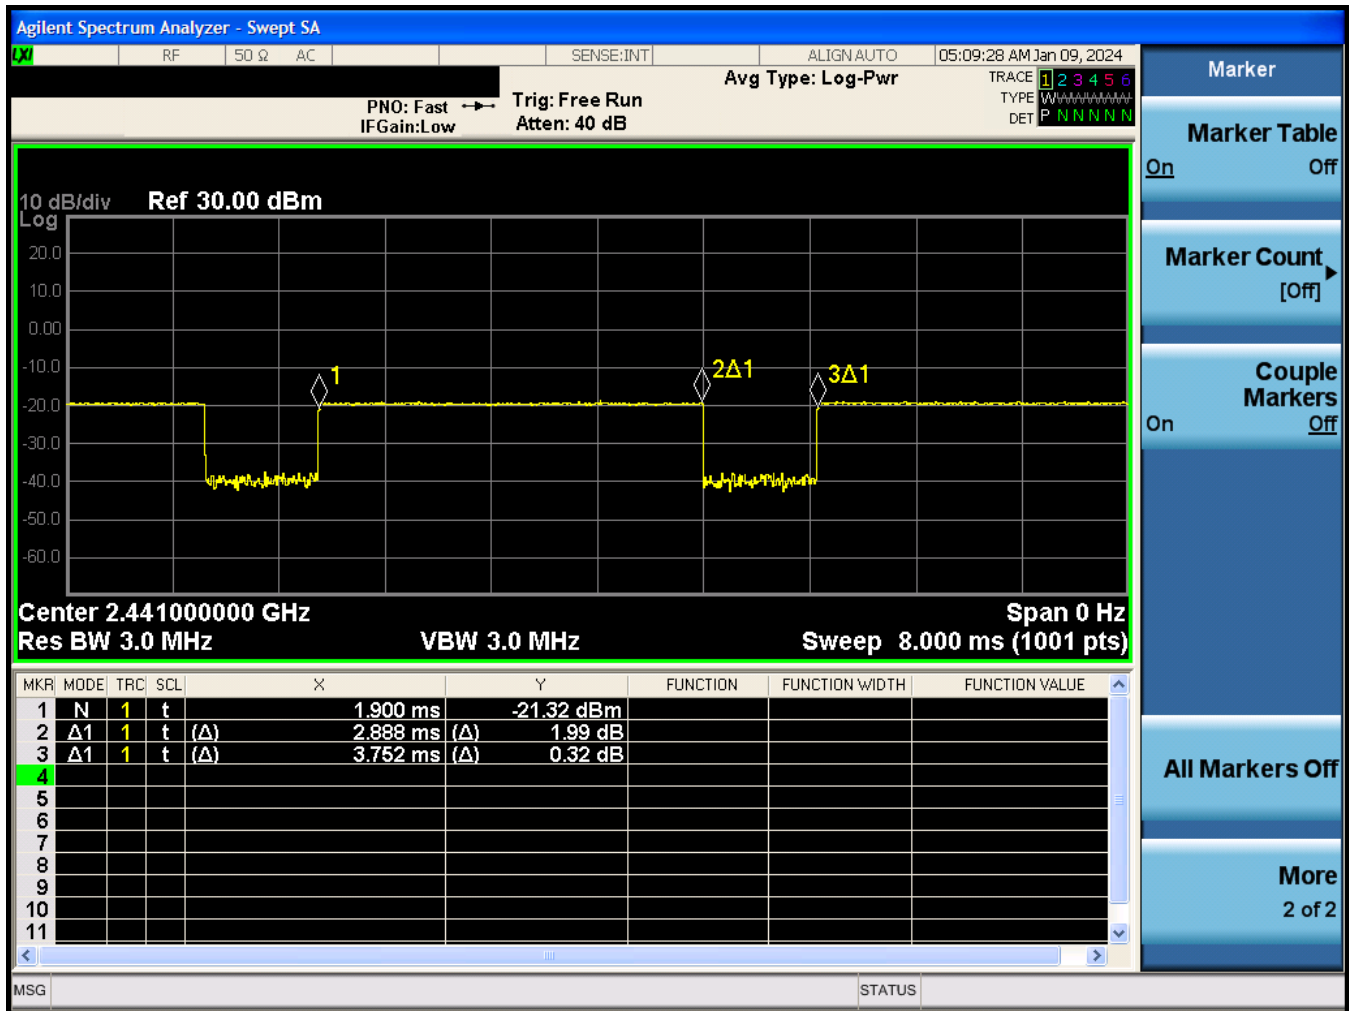 Agilent Spectrum Analyzer - Swept SA
LXI RF 50 Ω AC SENSE:INT ALIGN AUTO 05:09:28 AM Jan 09, 2024
Avg Type: Log-Pwr TRACE 1 2 3 4 5 6
PNO: Fast Trig: Free Run TYPE WWWWWW
IFGain:Low Atten: 40 dB DET P N N N N N
10 dB/div Ref 30.00 dBm
Log
20.0
10.0
0.00
-10.0
-20.0
-30.0
-40.0
-50.0
-60.0
1
2Δ1
3Δ1
Center 2.441000000 GHz Span 0 Hz
Res BW 3.0 MHz VBW 3.0 MHz Sweep 8.000 ms (1001 pts)
MKR MODE TRC SCL X Y FUNCTION FUNCTION WIDTH FUNCTION VALUE
1 N 1 t 1.900 ms -21.32 dBm
2 Δ1 1 t (Δ) 2.888 ms (Δ) 1.99 dB
3 Δ1 1 t (Δ) 3.752 ms (Δ) 0.32 dB
4
5
6
7
8
9
10
11
MSG STATUS
Marker
Marker Table
On Off
Marker Count
[Off]
Couple
Markers
On Off
All Markers Off
More
2 of 2